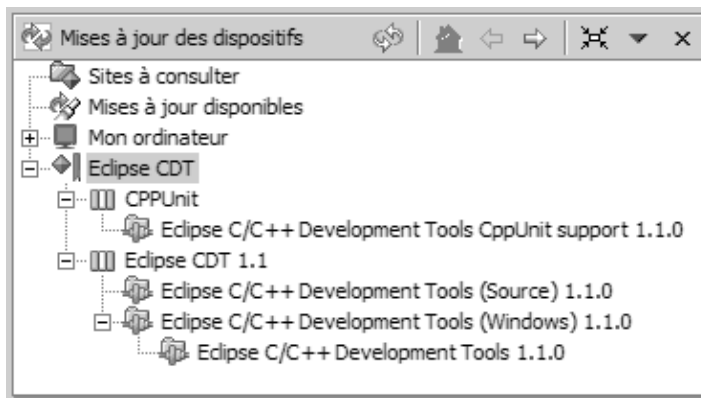 Mises à jour des dispositifs
Sites à consulter
Mises à jour disponibles
Mon ordinateur
Eclipse CDT
CPPUnit
Eclipse C/C++ Development Tools CppUnit support 1.1.0
Eclipse CDT 1.1
Eclipse C/C++ Development Tools (Source) 1.1.0
Eclipse C/C++ Development Tools (Windows) 1.1.0
Eclipse C/C++ Development Tools 1.1.0